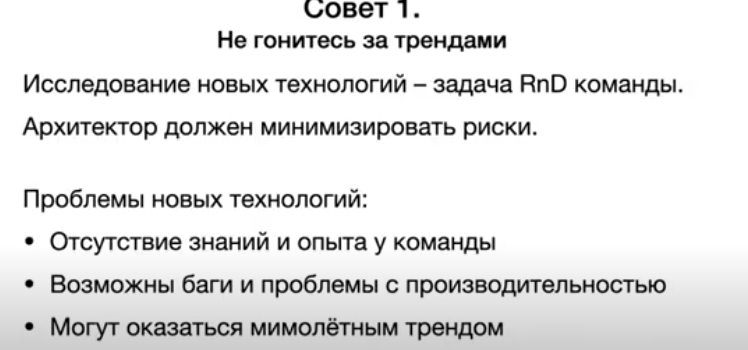 Совет 1.
Не гонитесь за трендами
Исследование новых технологий – задача RnD команды.
Архитектор должен минимизировать риски.
Проблемы новых технологий:
• Отсутствие знаний и опыта у команды
• Возможны баги и проблемы с производительностью
• Могут оказаться мимолётным трендом